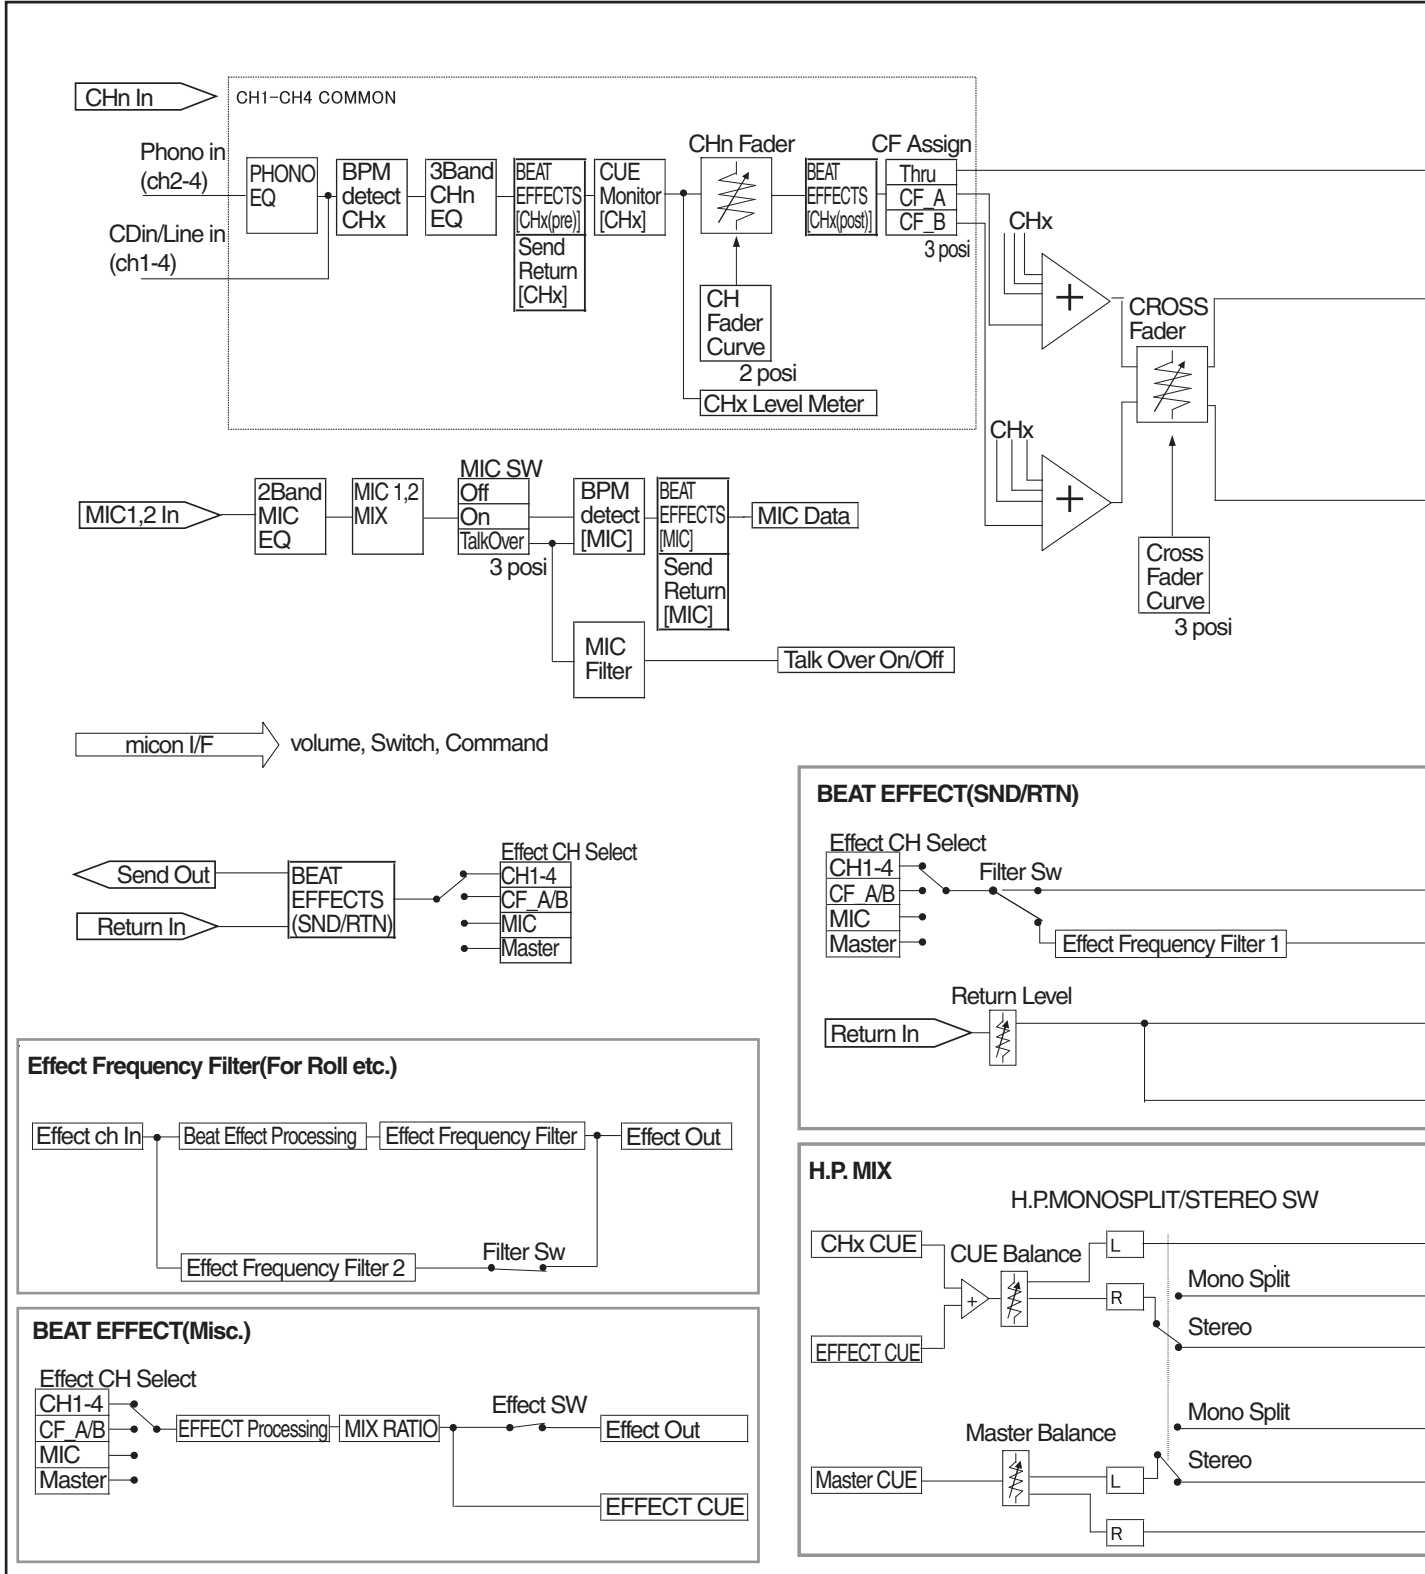 CHn In
CH1-CH4 COMMON
Phono in
(ch2-4)
CDin/Line in
(ch1-4)
PHONO
EQ
BPM
detect
CHx
3Band
CHn
EQ
BEAT
EFFECTS
[CHx(pre)]
Send
Return
[CHx]
CUE
Monitor
[CHx]
CHn Fader
CH
Fader
Curve
2 posi
CHx Level Meter
BEAT
EFFECTS
[CHx(post)]
CF Assign
Thru
CF_A
CF_B
3 posi
CHx
+
CHx
+
CROSS
Fader
Cross
Fader
Curve
3 posi
MIC1,2 In
2Band
MIC
EQ
MIC 1,2
MIX
MIC SW
Off
On
TalkOver
3 posi
BPM
detect
[MIC]
BEAT
EFFECTS
[MIC]
Send
Return
[MIC]
MIC Data
MIC
Filter
Talk Over On/Off
micon I/F
volume, Switch, Command
Send Out
Return In
BEAT
EFFECTS
(SND/RTN)
Effect CH Select
CH1-4
CF_A/B
MIC
Master
BEAT EFFECT(SND/RTN)
Effect CH Select
CH1-4
CF_A/B
MIC
Master
Filter Sw
Effect Frequency Filter 1
Return Level
Return In
Effect Frequency Filter(For Roll etc.)
Effect ch In
Beat Effect Processing
Effect Frequency Filter
Effect Out
Effect Frequency Filter 2
Filter Sw
H.P. MIX
H.P.MONOSPLIT/STEREO SW
CHx CUE
EFFECT CUE
+
CUE Balance
L
R
Mono Split
Stereo
Master CUE
Master Balance
L
R
Mono Split
Stereo
BEAT EFFECT(Misc.)
Effect CH Select
CH1-4
CF_A/B
MIC
Master
EFFECT Processing
MIX RATIO
Effect SW
Effect Out
EFFECT CUE